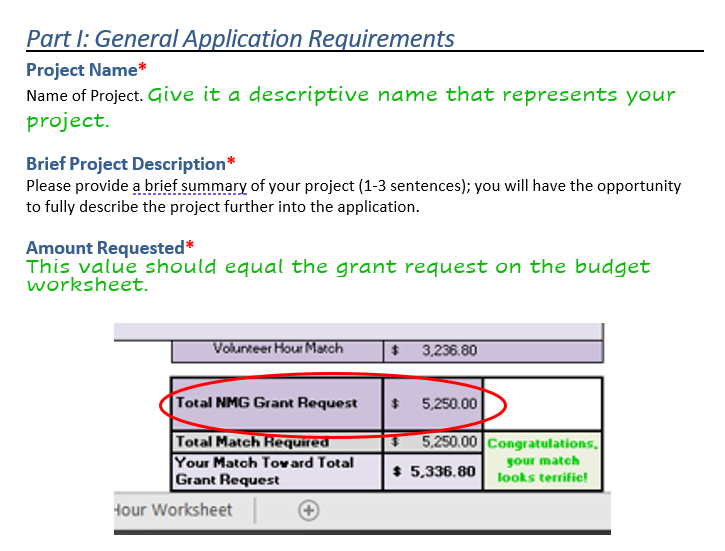 Part I: General Application Requirements
Project Name*
Name of Project. Give it a descriptive name that represents your
project.
Brief Project Description*
Please provide a brief summary of your project (1-3 sentences); you will have the opportunity
to fully describe the project further into the application.
Amount Requested*
This value should equal the grant request on the budget
worksheet.
Volunteer Hour Match $ 3,236.80
Total NMG Grant Request $ 5,250.00
Total Match Required $ 5,250.00 Congratulations,
your match
looks terrific!
Your Match Toward Total
Grant Request $ 5,336.80
Hour Worksheet